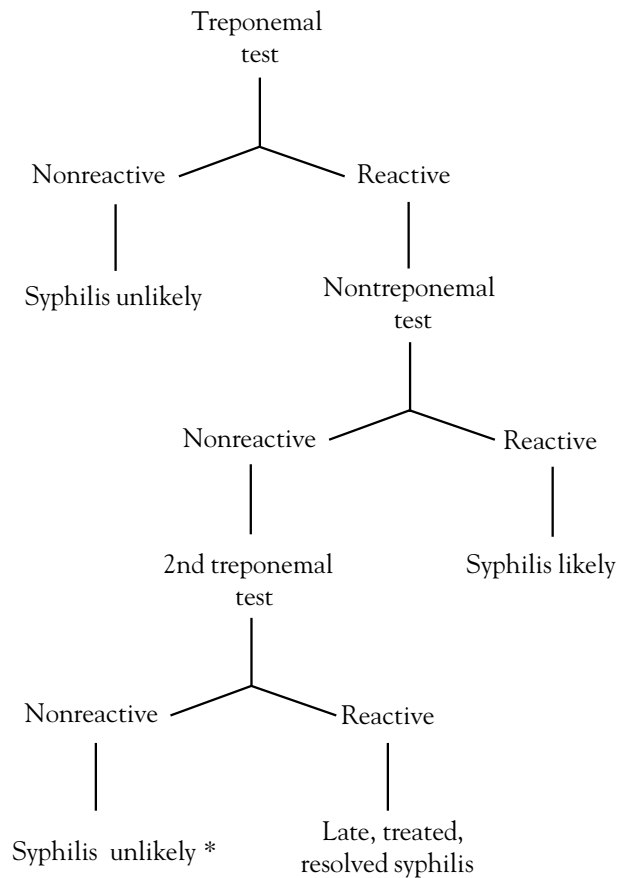 Treponemal
test
Nonreactive
Reactive
Syphilis unlikely
Nontreponemal
test
Nonreactive
Reactive
2nd treponemal
test
Syphilis likely
Nonreactive
Reactive
Syphilis unlikely *
Late, treated,
resolved syphilis